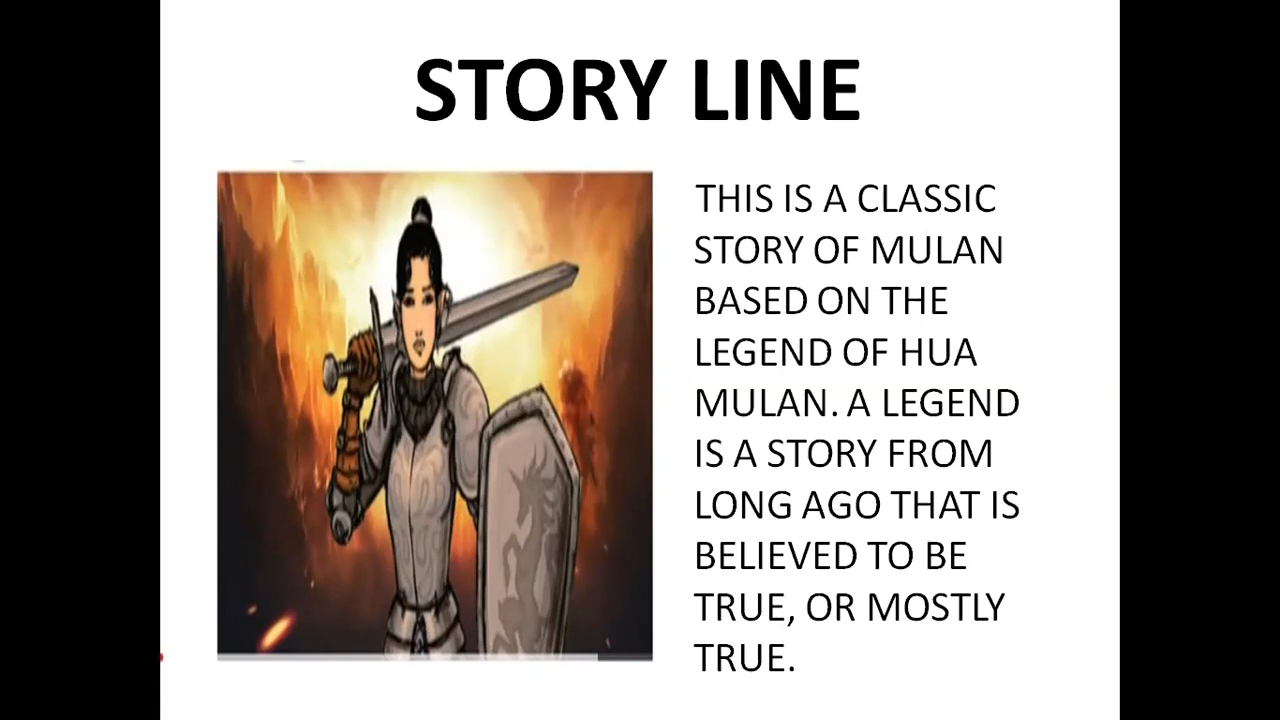 STORY LINE
THIS IS A CLASSIC
STORY OF MULAN
BASED ON THE
LEGEND OF HUA
MULAN. A LEGEND
IS A STORY FROM
LONG AGO THAT IS
BELIEVED TO BE
TRUE, OR MOSTLY
TRUE.